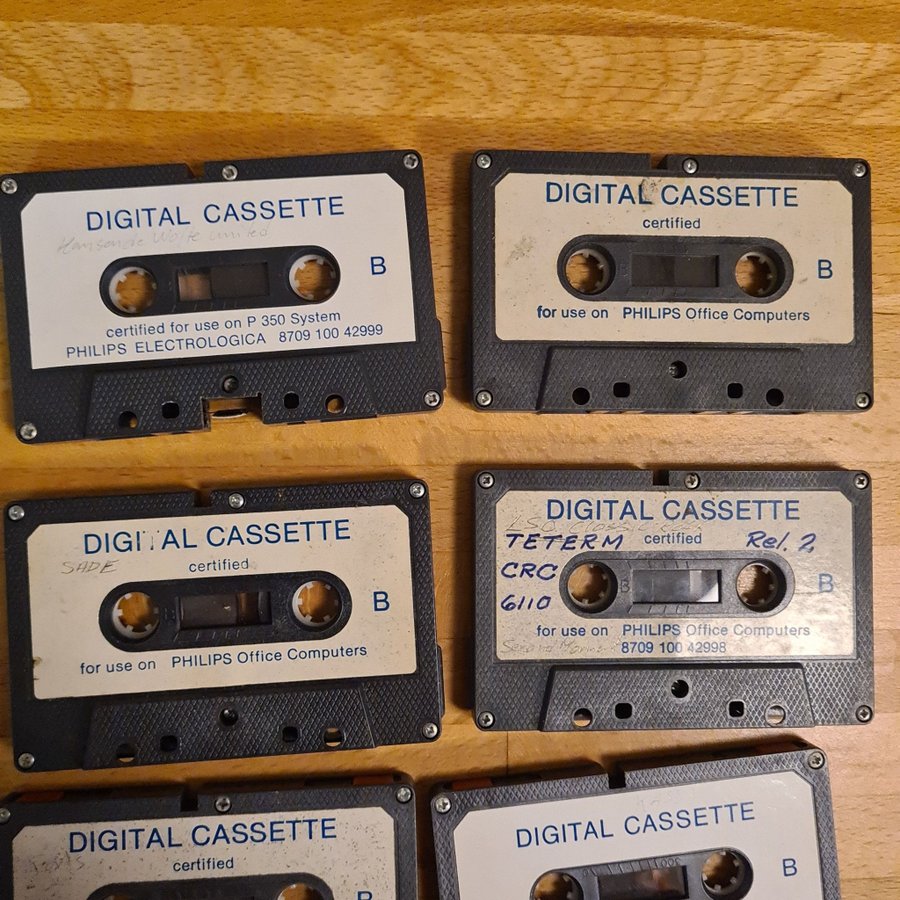 DIGITAL CASSETTE
B
certified for use on P 350 System
PHILIPS ELECTROLOGICA 8709 100 42999
DIGITAL CASSETTE
certified
B
for use on PHILIPS Office Computers
DIGITAL CASSETTE
SADE certified
B
for use on PHILIPS Office Computers
DIGITAL CASSETTE
TETERM certified Rel. 2
CRC
B
6110
for use on PHILIPS Office Computers
8709 100 42998
DIGITAL CASSETTE
certified
B
DIGITAL CASSETTE
B